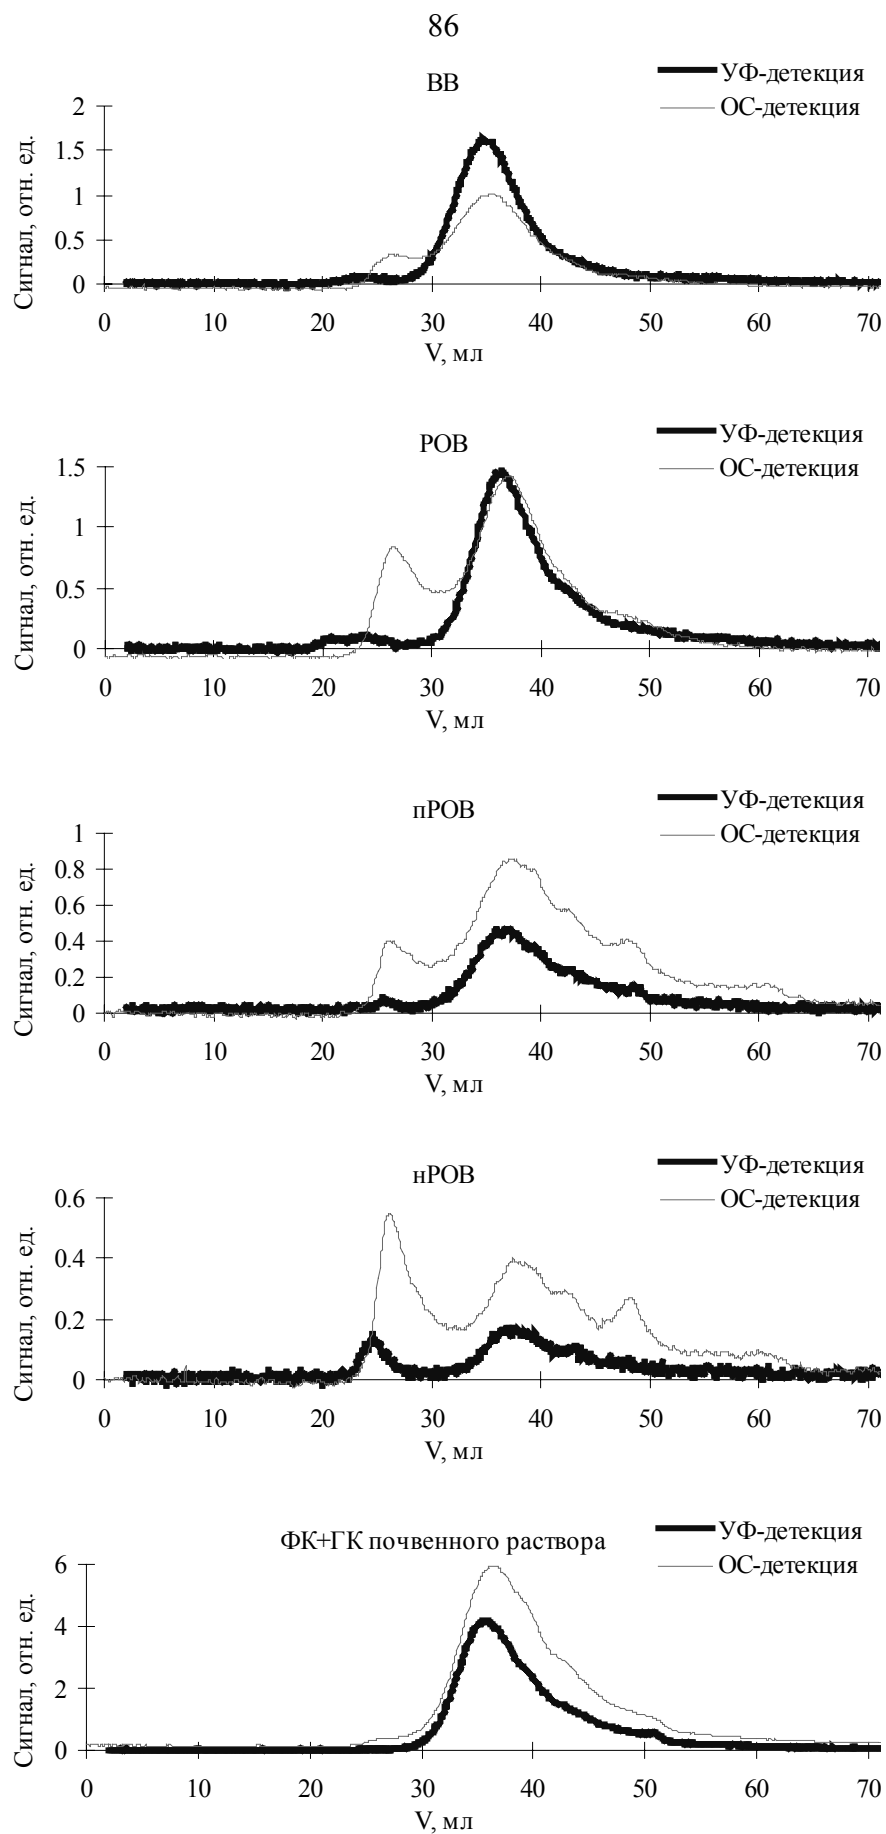 86
ВВ
УФ-детекция
ОС-детекция
Сигнал, отн. ед.
2
1.5
1
0.5
0
0 10 20 30 40 50 60 70
V, мл
РОВ
УФ-детекция
ОС-детекция
Сигнал, отн. ед.
1.5
1
0.5
0
0 10 20 30 40 50 60 70
V, мл
пРОВ
УФ-детекция
ОС-детекция
Сигнал, отн. ед.
1
0.8
0.6
0.4
0.2
0
0 10 20 30 40 50 60 70
V, мл
нРОВ
УФ-детекция
ОС-детекция
Сигнал, отн. ед.
0.6
0.4
0.2
0
0 10 20 30 40 50 60 70
V, мл
ФК+ГК почвенного раствора
УФ-детекция
ОС-детекция
Сигнал, отн. ед.
6
4
2
0
0 10 20 30 40 50 60 70
V, мл